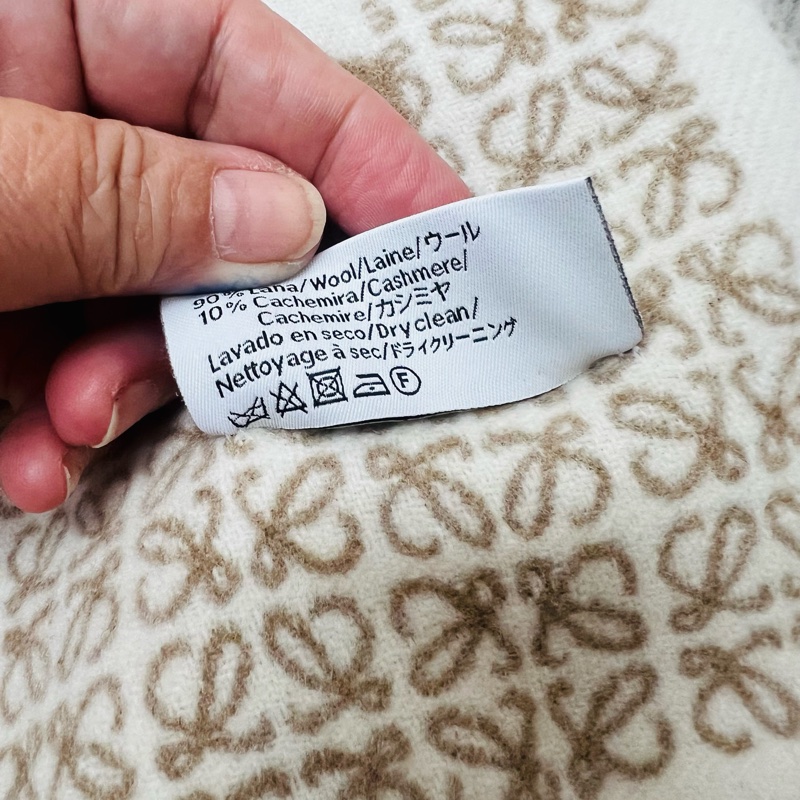 90% Lana/Wool/Laine/ウール
10% Cachemira/Cashmere/
Cachemire/カシミヤ
Lavado en seco/Dry clean/
Nettoyage à sec/ドライクリーニング
F